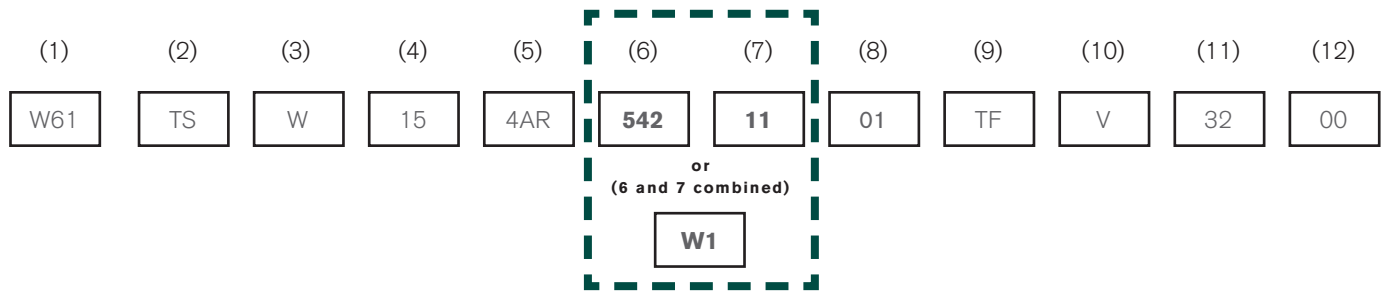 (1) (2) (3) (4) (5) (6) (7) (8) (9) (10) (11) (12)
W61 TS W 15 4AR 542 11 01 TF V 32 00
or
(6 and 7 combined)
W1